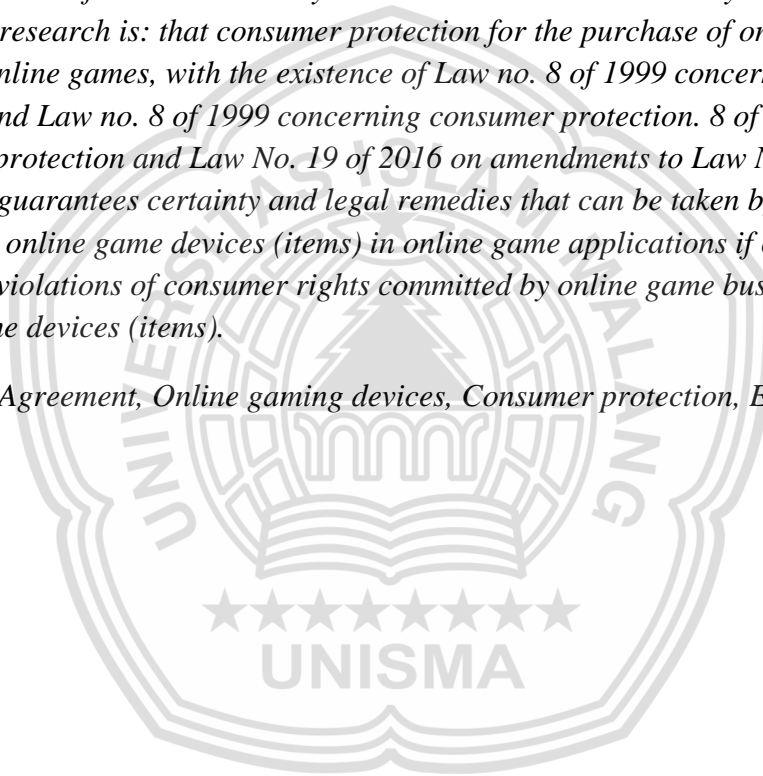 research is: that consumer protection for the purchase of
nline games, with the existence of Law no. 8 of 1999
nd Law no. 8 of 1999 concerning consumer protection. 8 of
protection and Law No. 19 of 2016 on amendments to Law
guarantees certainty and legal remedies that can be taken
online game devices (items) in online game applications if
violations of consumer rights committed by online game
e devices (items).
Agreement, Online gaming devices, Consumer protection,
UNIVERSITAS ISLAM MALANG
UNISMA